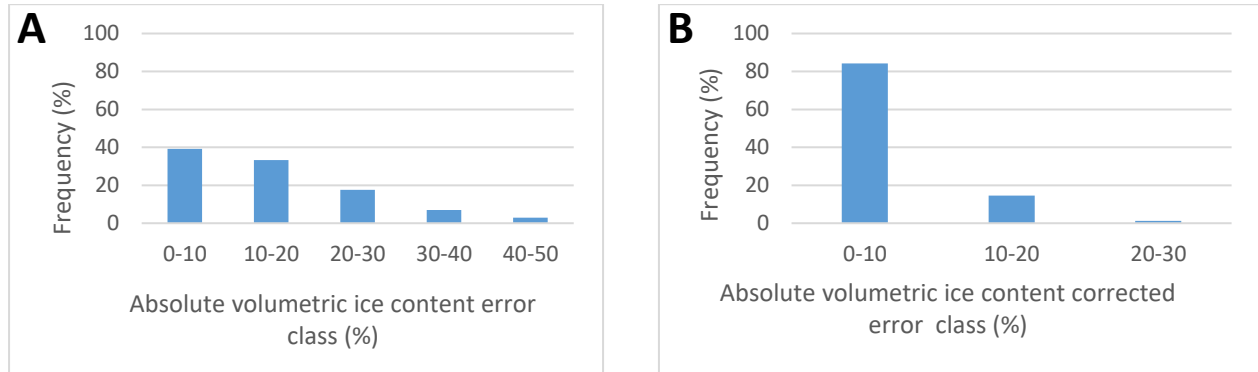 A
Frequency (%)
100
80
60
40
20
0
0-10 10-20 20-30 30-40 40-50
Absolute volumetric ice content error
class (%)
B
Frequency (%)
100
80
60
40
20
0
0-10 10-20 20-30
Absolute volumetric ice content corrected
error class (%)